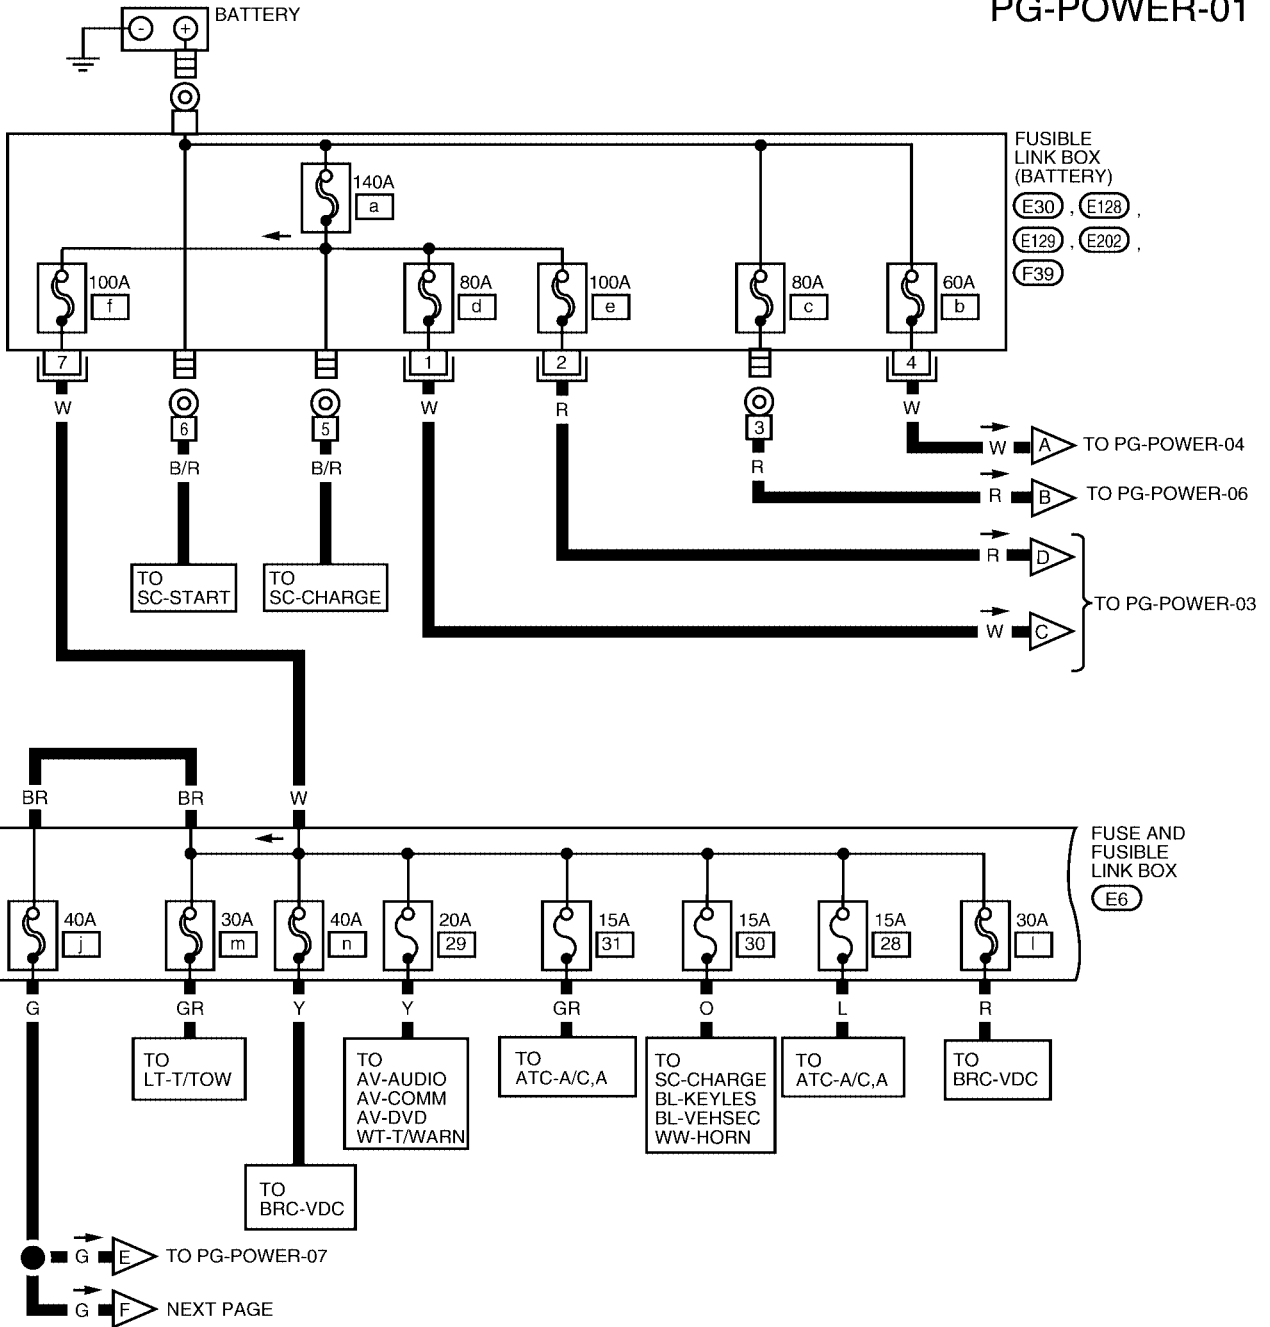 PG-POWER-01
BATTERY
- +
FUSIBLE
LINK BOX
(BATTERY)
E30 , E128 ,
E129 , E202 ,
F39
140A
a
100A
f
80A
d
100A
e
80A
c
60A
b
7
1
2
4
W
W
R
W
6
5
3
B/R
B/R
R
W A TO PG-POWER-04
R B TO PG-POWER-06
R D
TO PG-POWER-03
W C
TO
SC-START
TO
SC-CHARGE
BR
BR
W
FUSE AND
FUSIBLE
LINK BOX
E6
40A
j
30A
m
40A
n
20A
29
15A
31
15A
30
15A
28
30A
l
G
GR
Y
Y
GR
O
L
R
TO
LT-T/TOW
TO
AV-AUDIO
AV-COMM
AV-DVD
WT-T/WARN
TO
ATC-A/C,A
TO
SC-CHARGE
BL-KEYLES
BL-VEHSEC
WW-HORN
TO
ATC-A/C,A
TO
BRC-VDC
TO
BRC-VDC
G E TO PG-POWER-07
G F NEXT PAGE